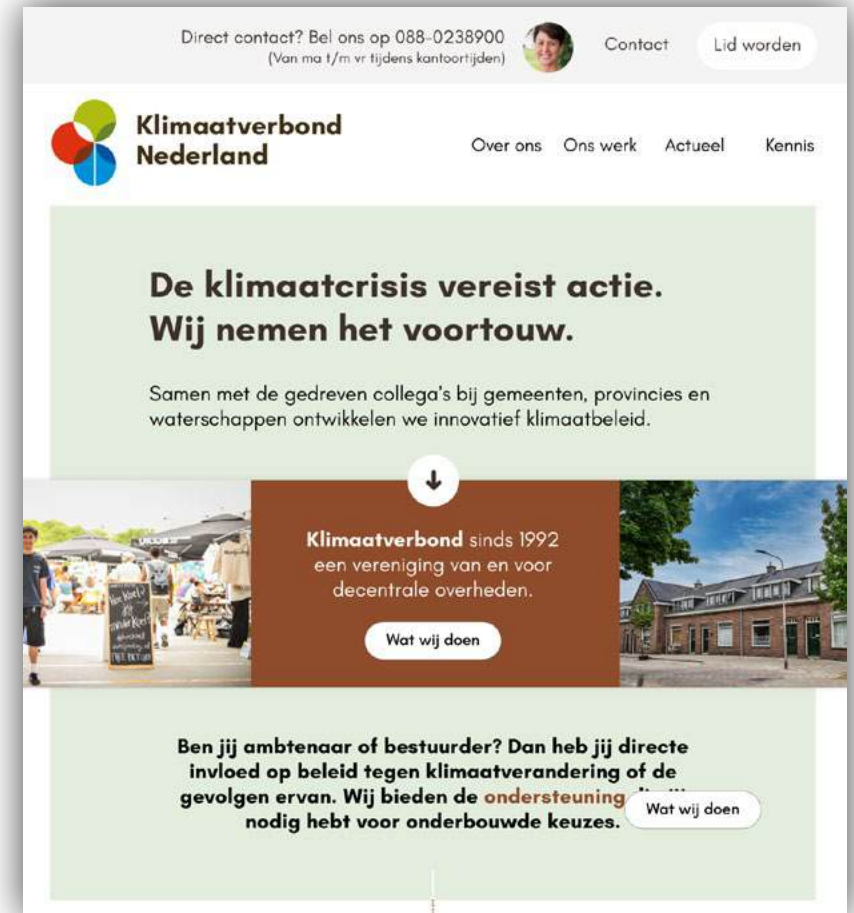 Direct contact? Bel ons op 088-0238900
(Van ma t/m vr tijdens kantoortijden)
Contact
Lid worden
Klimaatverbond
Nederland
Over ons
Ons werk
Actueel
Kennis
De klimaatcrisis vereist actie.
Wij nemen het voortouw.
Samen met de gedreven collega's bij gemeenten, provincies en
waterschappen ontwikkelen we innovatief klimaatbeleid.
Klimaatverbond sinds 1992
een vereniging van en voor
decentrale overheden.
Wat wij doen
Ben jij ambtenaar of bestuurder? Dan heb jij directe
invloed op beleid tegen klimaatverandering of de
gevolgen ervan. Wij bieden de ondersteuning
nodig hebt voor onderbouwde keuzes.
Wat wij doen